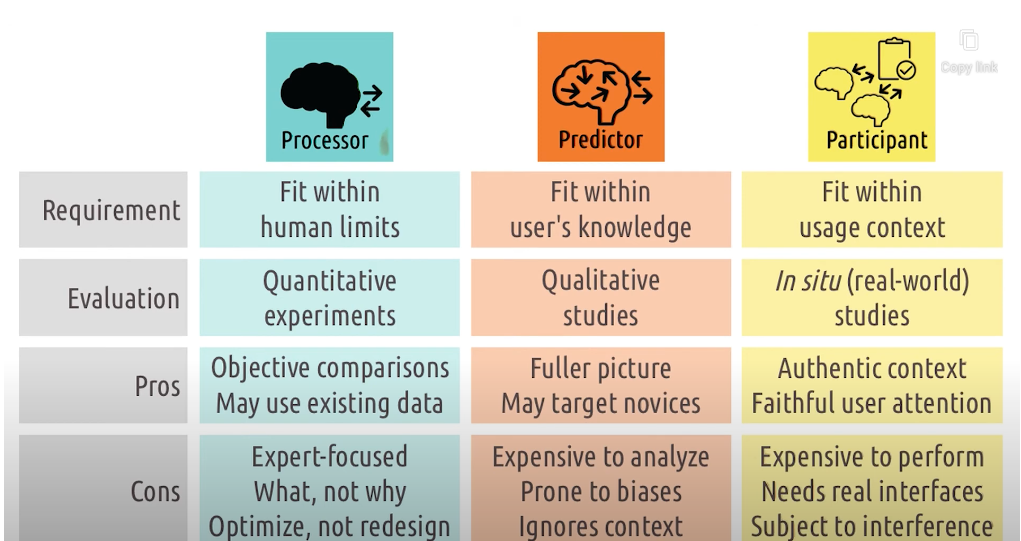 Copy link
Processor
Predictor
Participant
Requirement
Fit within
human limits
Fit within
user's knowledge
Fit within
usage context
Evaluation
Quantitative
experiments
Qualitative
studies
In situ (real-world)
studies
Pros
Objective comparisons
May use existing data
Fuller picture
May target novices
Authentic context
Faithful user attention
Cons
Expert-focused
What, not why
Optimize, not redesign
Expensive to analyze
Prone to biases
Ignores context
Expensive to perform
Needs real interfaces
Subject to interference